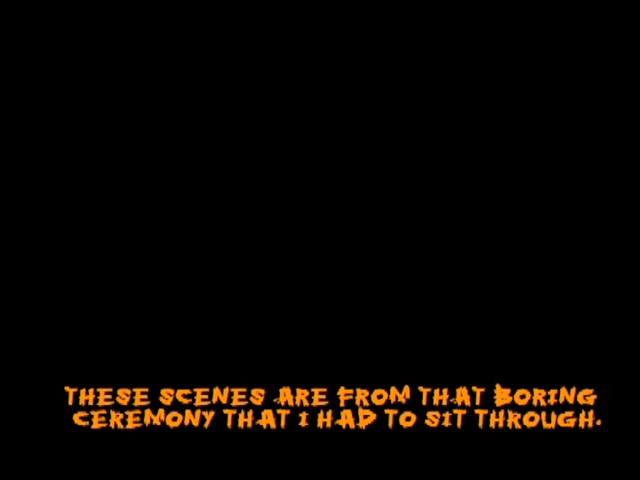 THESE SCENES ARE FROM THAT BORING
CEREMONY THAT I HAD TO SIT THROUGH.